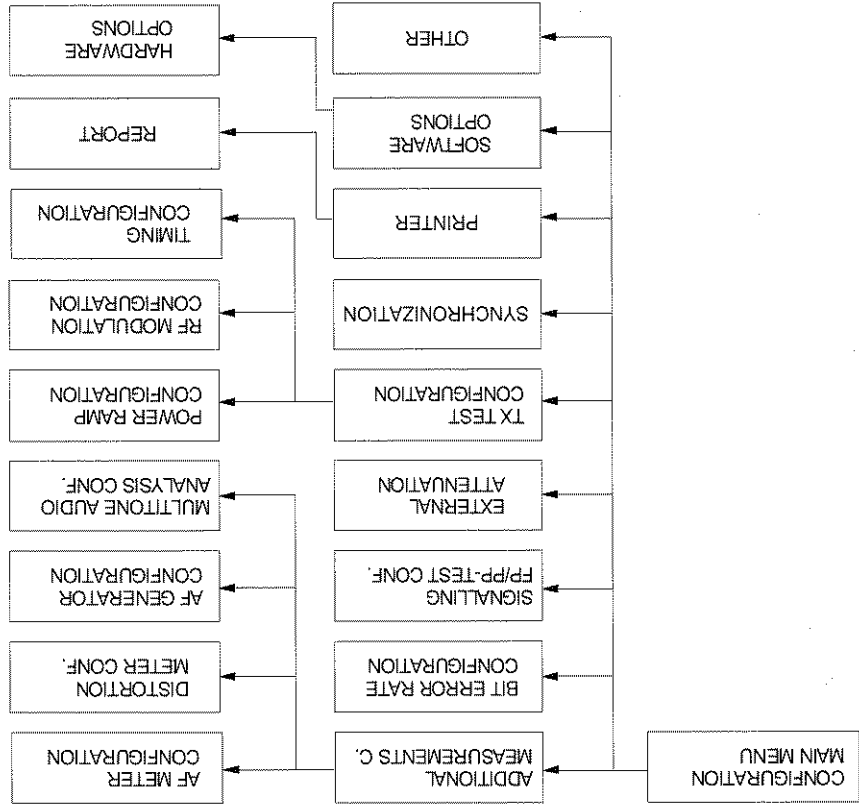 CONFIGURATION
MAIN MENU
ADDITIONAL
MEASUREMENTS C.
BIT ERROR RATE
CONFIGURATION
SIGNALLING
FP/PP-TEST CONF.
EXTERNAL
ATTENUATION
TX TEST
CONFIGURATION
SYNCHRONIZATION
PRINTER
SOFTWARE
OPTIONS
OTHER
AF METER
CONFIGURATION
DISTORTION
METER CONF.
AF GENERATOR
CONFIGURATION
MULTITONE AUDIO
ANALYSIS CONF.
POWER RAMP
CONFIGURATION
RF MODULATION
CONFIGURATION
TIMING
CONFIGURATION
REPORT
HARDWARE
OPTIONS